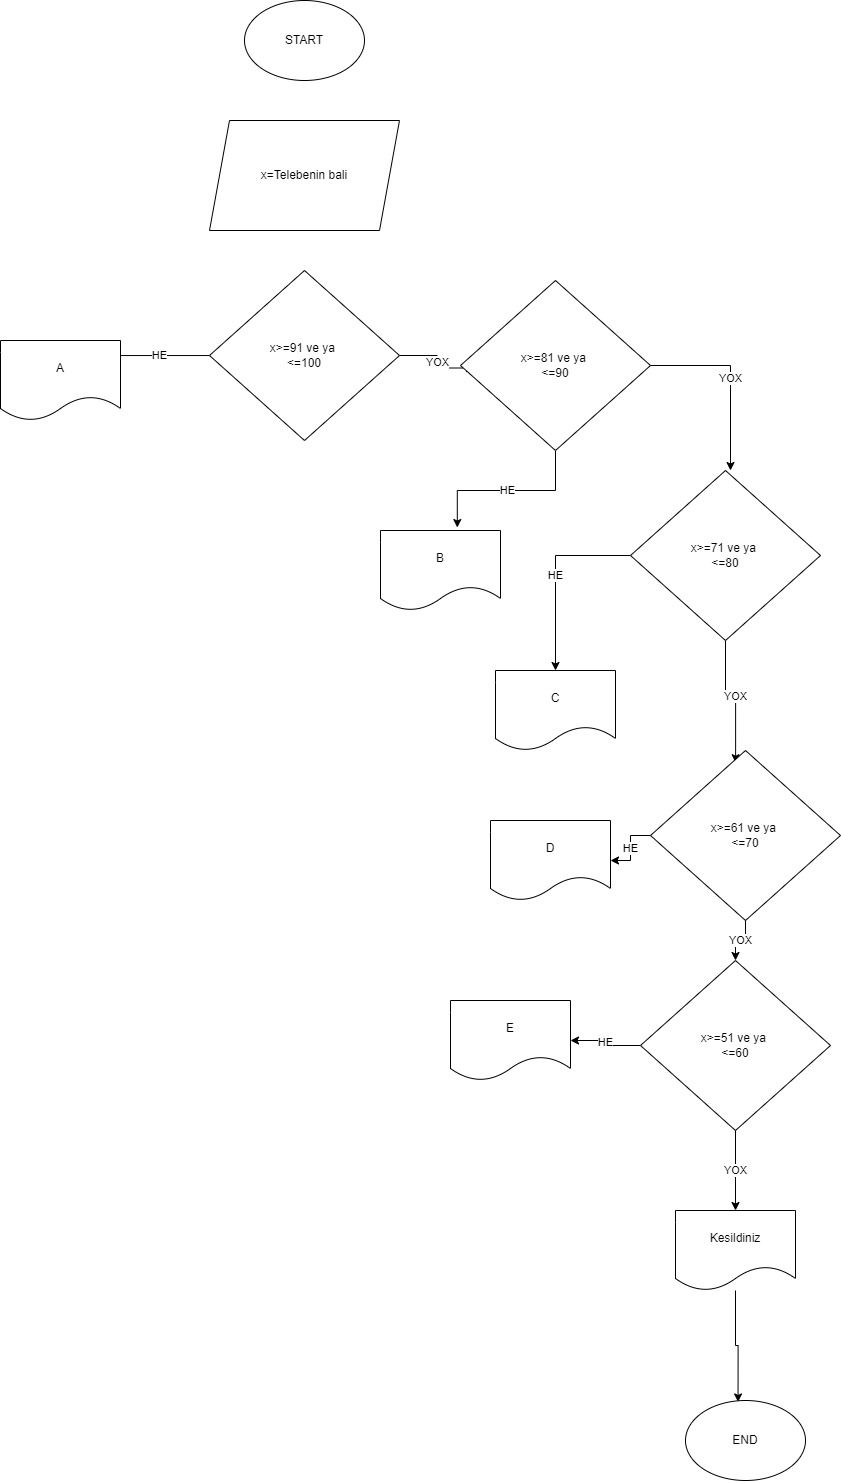 START
x=Telebenin bali
x>=91 ve ya
<=100
HE
A
YOX
x>=81 ve ya
<=90
YOX
HE
B
x>=71 ve ya
<=80
HE
C
YOX
x>=61 ve ya
<=70
HE
D
YOX
x>=51 ve ya
<=60
HE
E
YOX
Kesildiniz
END